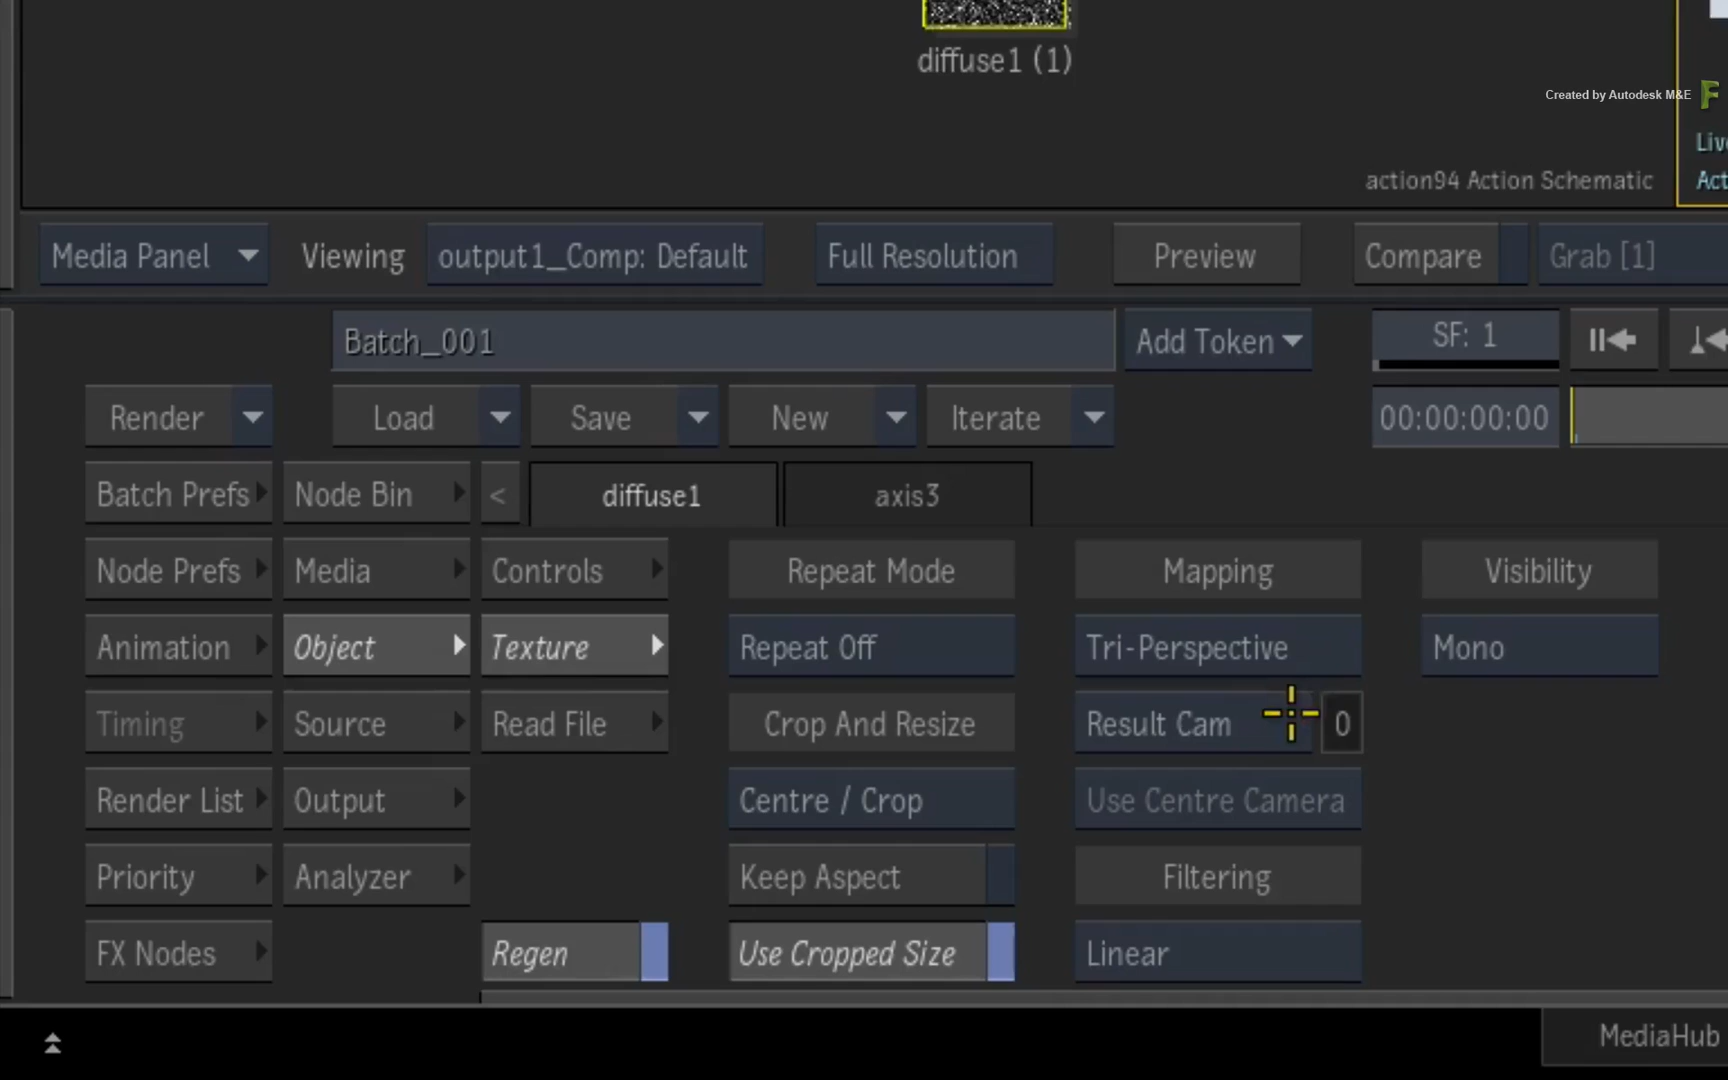 diffuse1 (1)
Created by Autodesk M&E
action94 Action Schematic
Media Panel
Viewing
output1_Comp: Default
Full Resolution
Preview
Compare
Grab [1]
Batch_001
Add Token
SF: 1
Render
Load
Save
New
Iterate
00:00:00:00
Batch Prefs
Node Bin
<
diffuse1
axis3
Node Prefs
Media
Controls
Repeat Mode
Mapping
Visibility
Animation
Object
Texture
Repeat Off
Tri-Perspective
Mono
Timing
Source
Read File
Crop And Resize
Result Cam
0
Render List
Output
Centre / Crop
Use Centre Camera
Priority
Analyzer
Keep Aspect
Filtering
FX Nodes
Regen
Use Cropped Size
Linear
MediaHub